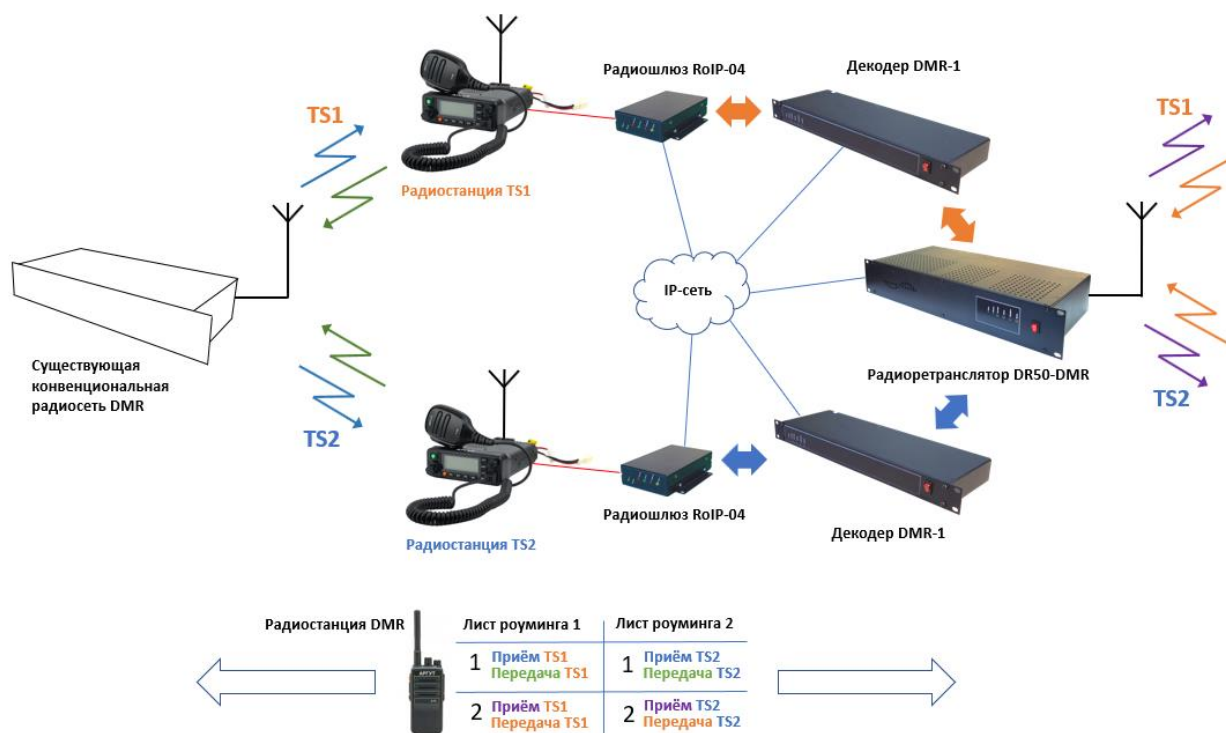 Радиошлюз RoIP-04
Декодер DMR-1
TS1
TS1
Радиостанция TS1
IP-сеть
Существующая
конвенциональная
радиосеть DMR
TS2
Радиоретранслятор DR50-DMR
TS2
Радиошлюз RoIP-04
Декодер DMR-1
Радиостанция TS2
Радиостанция DMR
Лист роуминга 1
Лист роуминга 2
АРГУТ
1 Приём TS1
Передача TS1
1 Приём TS2
Передача TS2
2 Приём TS1
Передача TS1
2 Приём TS2
Передача TS2